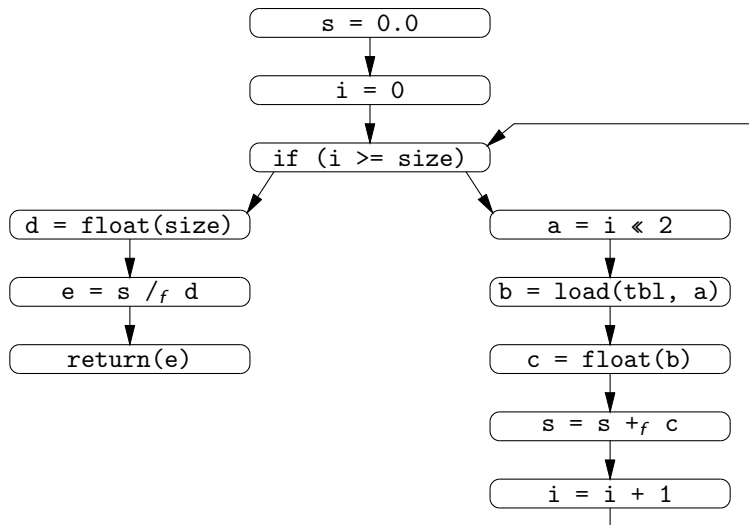 s = 0.0
i = 0
if (i >= size)
d = float(size)
a = i « 2
e = s /f d
b = load(tbl, a)
return(e)
c = float(b)
s = s +f c
i = i + 1